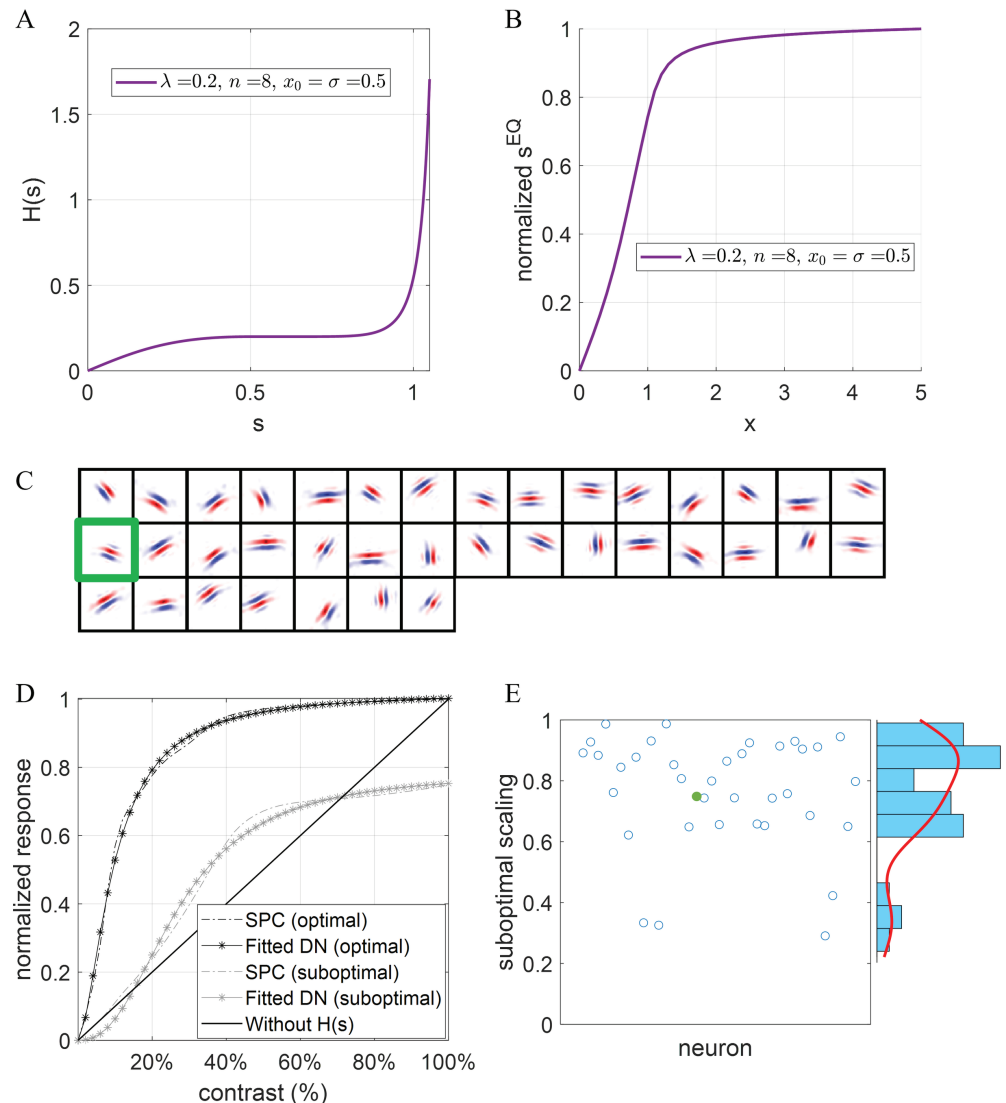 A
2
1.5
1
0.5
0
0
0.5
1
H(s)
s
λ =0.2, n =8, x₀ = σ =0.5
B
1
0.8
0.6
0.4
0.2
0
0
1
2
3
4
5
normalized s^EQ
x
λ =0.2, n =8, x₀ = σ =0.5
C
D
1
0.8
0.6
0.4
0.2
0
20%
40%
60%
80%
100%
normalized response
contrast (%)
SPC (optimal)
Fitted DN (optimal)
SPC (suboptimal)
Fitted DN (suboptimal)
Without H(s)
E
1
0.8
0.6
0.4
0.2
0
suboptimal scaling
neuron